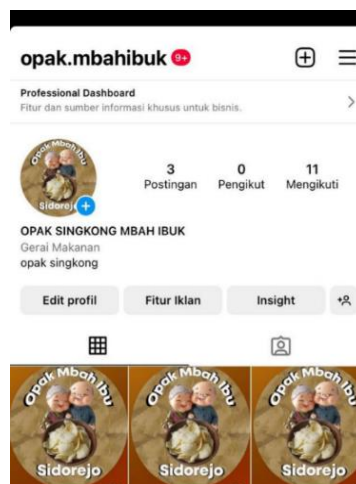 opak.mbahibuk 9+
Professional Dashboard
Fitur dan sumber informasi khusus untuk bisnis.
Opak Mbah Ibu
Sidorejo
3 0 11
Postingan Pengikut Mengikuti
OPAK SINGKONG MBAH IBUK
Gerai Makanan
opak singkong
Edit profil Fitur Iklan Insight
Opak Mbah Ibu Opak Mbah Ibu Opak Mbah Ibu
Sidorejo Sidorejo Sidorejo